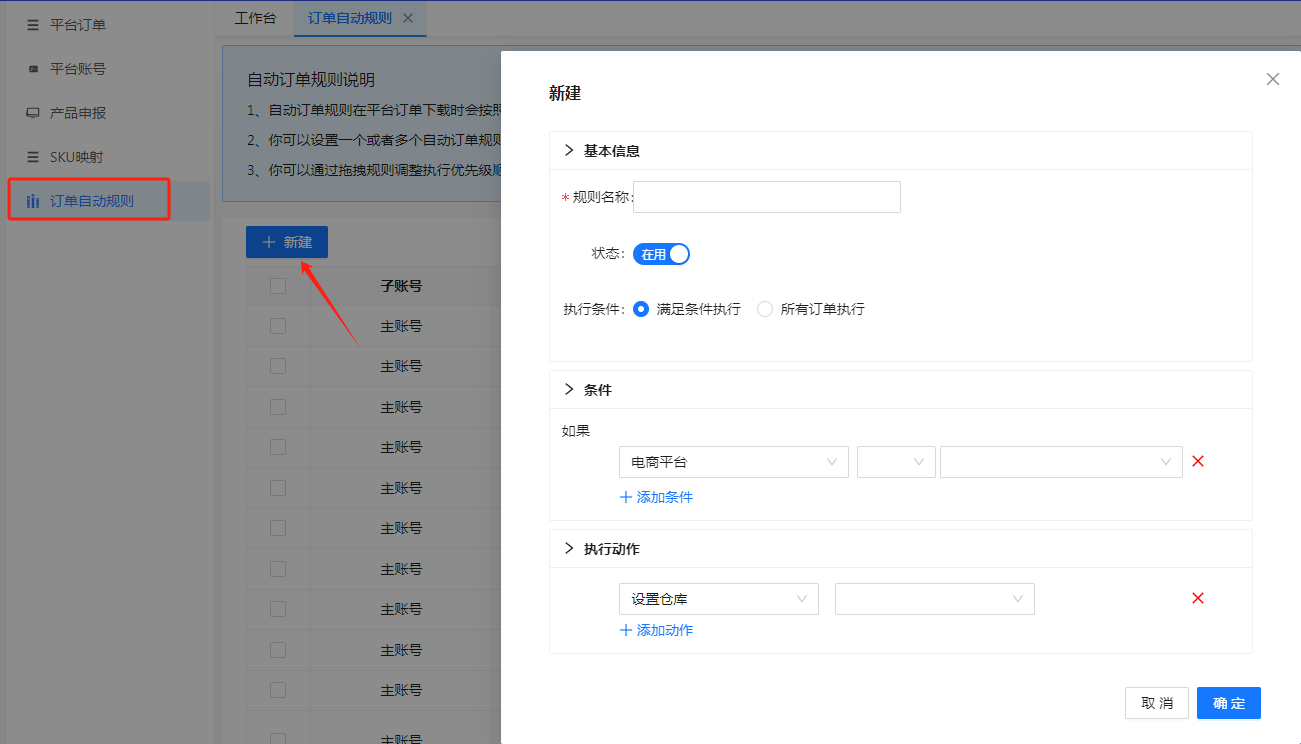 平台订单
平台账号
产品申报
SKU映射
订单自动规则
工作台
订单自动规则
自动订单规则说明
1、自动订单规则在平台订单下载时会按照
2、你可以设置一个或者多个自动订单规则
3、你可以通过拖拽规则调整执行优先级顺
新建
子账号
主账号
主账号
主账号
主账号
主账号
主账号
主账号
主账号
主账号
主账号
主账号
新建
基本信息
* 规则名称:
状态: 在用
执行条件: 满足条件执行 所有订单执行
条件
如果
电商平台
+ 添加条件
执行动作
设置仓库
+ 添加动作
取 消 确 定